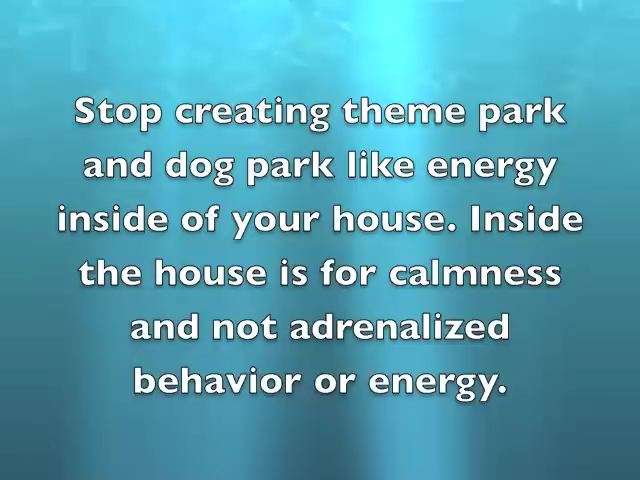 Stop creating theme park
and dog park like energy
inside of your house. Inside
the house is for calmness
and not adrenalized
behavior or energy.